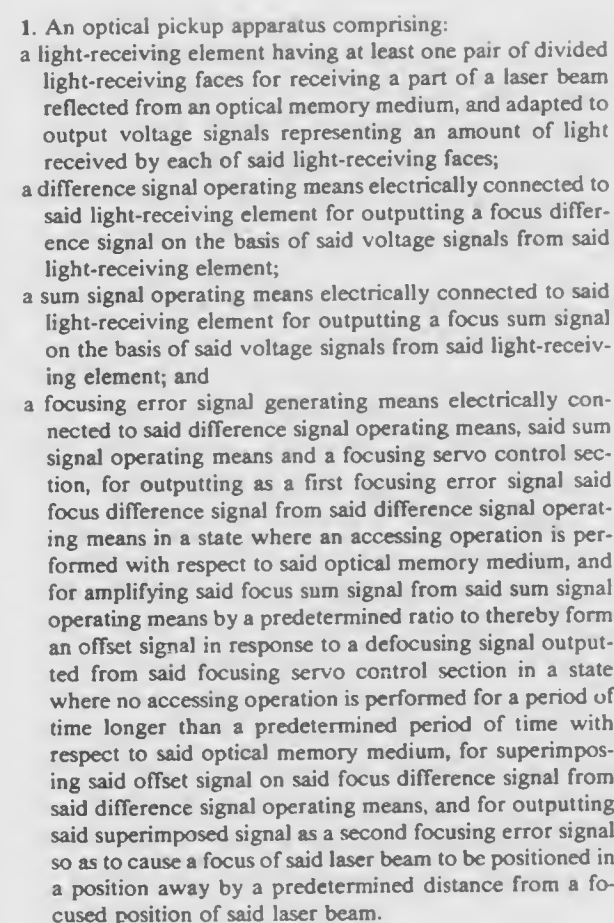 1. An optical pickup apparatus comprising:
a light-receiving element having at least one pair of divided
light-receiving faces for receiving a part of a laser beam
reflected from an optical memory medium, and adapted to
output voltage signals representing an amount of light
received by each of said light-receiving faces;
a difference signal operating means electrically connected to
said light-receiving element for outputting a focus differ-
ence signal on the basis of said voltage signals from said
light-receiving element;
a sum signal operating means electrically connected to said
light-receiving element for outputting a focus sum signal
on the basis of said voltage signals from said light-receiv-
ing element; and
a focusing error signal generating means electrically con-
nected to said difference signal operating means, said sum
signal operating means and a focusing servo control sec-
tion, for outputting as a first focusing error signal said
focus difference signal from said difference signal operat-
ing means in a state where an accessing operation is per-
formed with respect to said optical memory medium, and
for amplifying said focus sum signal from said sum signal
operating means by a predetermined ratio to thereby form
an offset signal in response to a defocusing signal output-
ted from said focusing servo control section in a state
where no accessing operation is performed for a period of
time longer than a predetermined period of time with
respect to said optical memory medium, for superimpos-
ing said offset signal on said focus difference signal from
said difference signal operating means, and for outputting
said superimposed signal as a second focusing error signal
so as to cause a focus of said laser beam to be positioned in
a position away by a predetermined distance from a fo-
cused position of said laser beam.